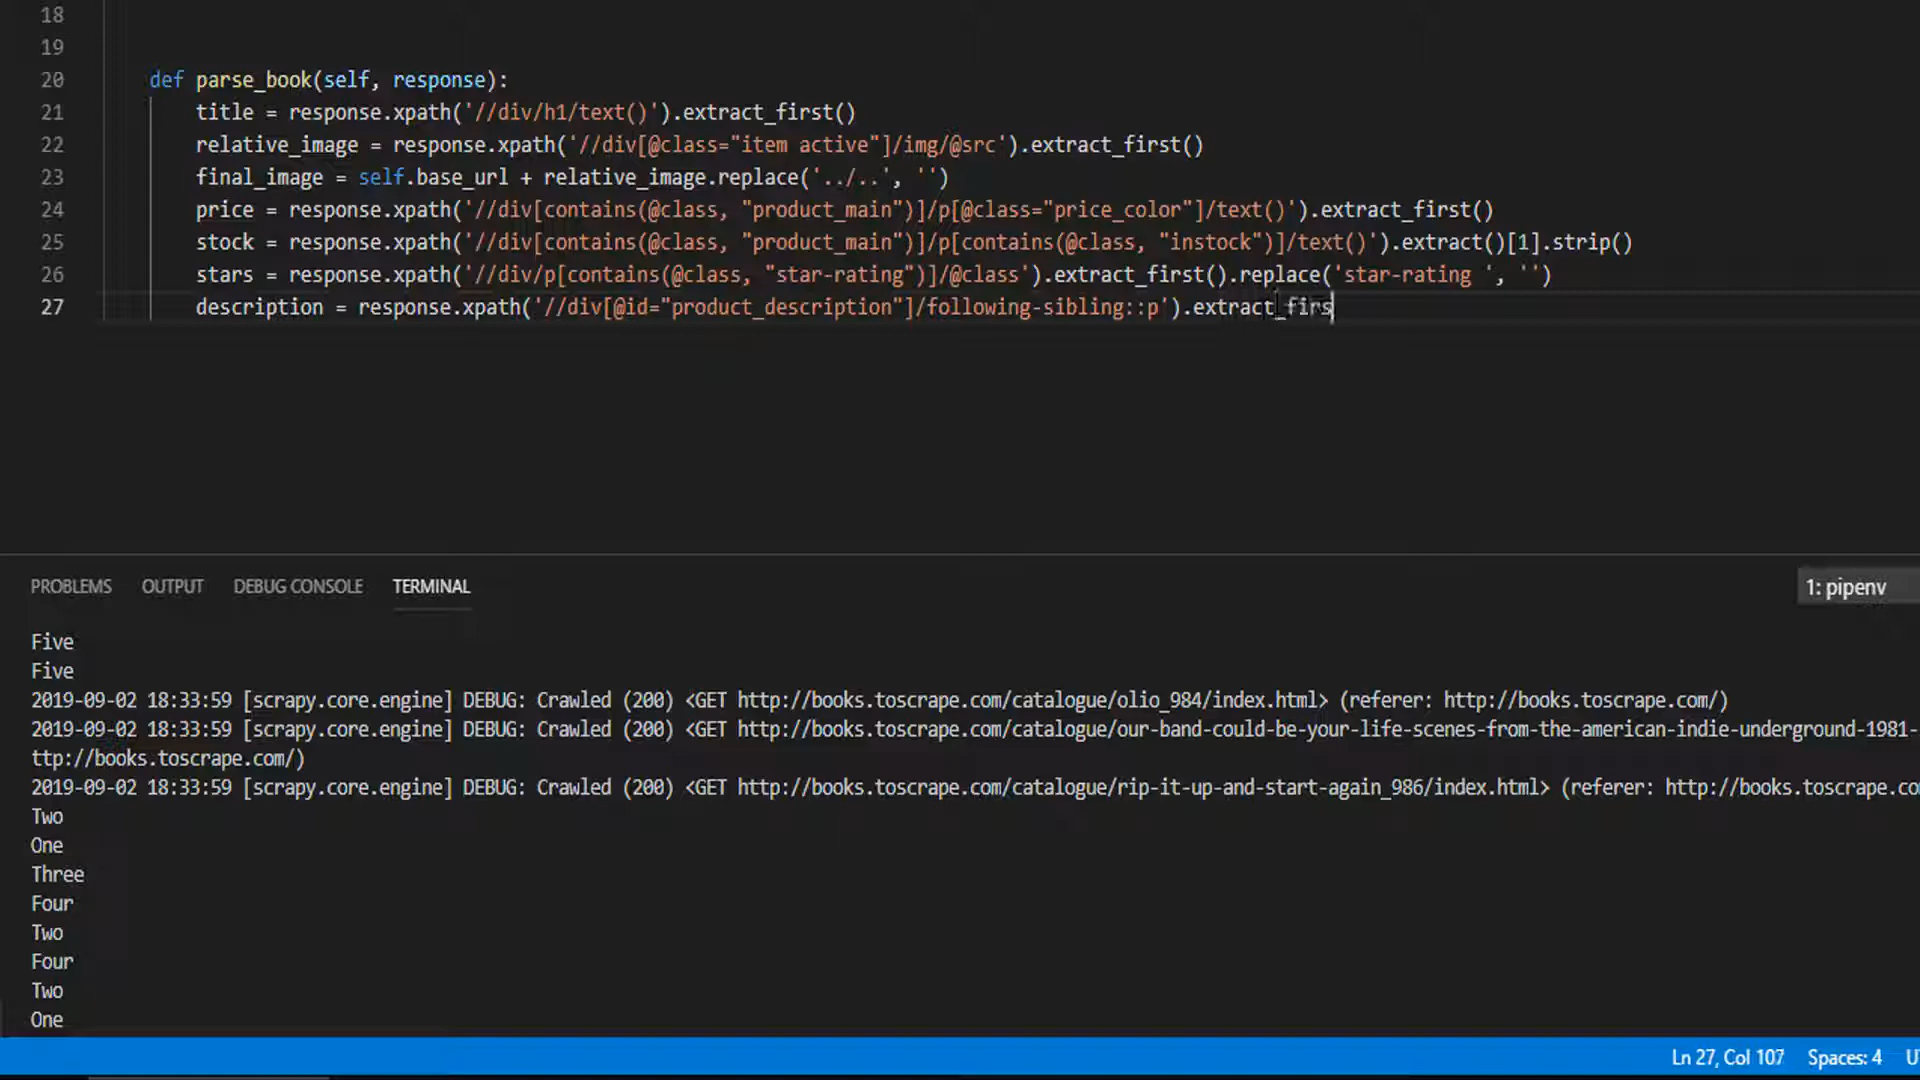 18
19
20 def parse_book(self, response):
21 title = response.xpath('//div/h1/text()').extract_first()
22 relative_image = response.xpath('//div[@class="item active"]/img/@src').extract_first()
23 final_image = self.base_url + relative_image.replace('../..', '')
24 price = response.xpath('//div[contains(@class, "product_main")]/p[@class="price_color"]/text()').extract_first()
25 stock = response.xpath('//div[contains(@class, "product_main")]/p[contains(@class, "instock")]/text()').extract()[1].strip()
26 stars = response.xpath('//div/p[contains(@class, "star-rating")]/@class').extract_first().replace('star-rating ', '')
27 description = response.xpath('//div[@id="product_description"]/following-sibling::p').extract_firs
PROBLEMS OUTPUT DEBUG CONSOLE TERMINAL 1: pipenv
Five
Five
2019-09-02 18:33:59 [scrapy.core.engine] DEBUG: Crawled (200) <GET http://books.toscrape.com/catalogue/olio_984/index.html> (referer: http://books.toscrape.com/)
2019-09-02 18:33:59 [scrapy.core.engine] DEBUG: Crawled (200) <GET http://books.toscrape.com/catalogue/our-band-could-be-your-life-scenes-from-the-american-indie-underground-1981-
ttp://books.toscrape.com/)
2019-09-02 18:33:59 [scrapy.core.engine] DEBUG: Crawled (200) <GET http://books.toscrape.com/catalogue/rip-it-up-and-start-again_986/index.html> (referer: http://books.toscrape.co
Two
One
Three
Four
Two
Four
Two
One
Ln 27, Col 107 Spaces: 4